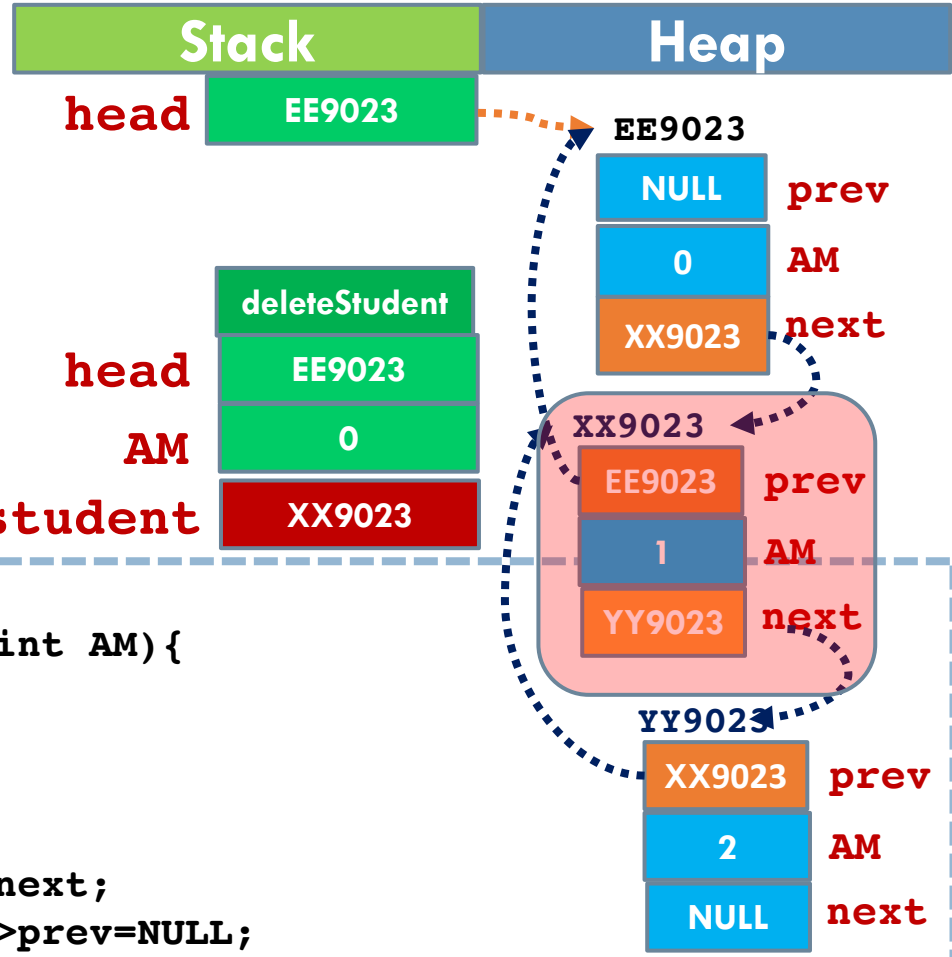 Stack Heap
head EE9023
EE9023
NULL prev
0 AM
XX9023 next
deleteStudent
head EE9023
AM 0
student XX9023
XX9023
EE9023 prev
1 AM
YY9023 next
int AM){
YY9023
XX9023 prev
2 AM
next;
NULL next
>prev=NULL;